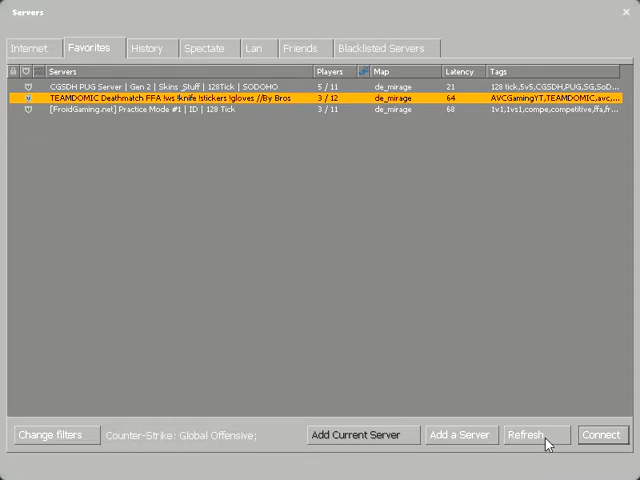 Servers
Internet Favorites History Spectate Lan Friends Blacklisted Servers
Servers Players Map Latency Tags
CGSDH PUG Server | Gen 2 | Skins _Stuff | 128Tick | SODOHO 5 / 11 de_mirage 21 128 tick,5v5,CGSDH,PUG,SG,SoD...
TEAMDOMIC Deathmatch FFA !ws !knife !stickers !gloves //By Bros 3 / 12 de_mirage 64 AVCGamingYT,TEAMDOMIC,avc,...
[FroidGaming.net] Practice Mode #1 | ID | 128 Tick 3 / 11 de_mirage 68 1v1,1vs1,compe,competitive,ffa,fr...
Change filters Counter-Strike: Global Offensive; Add Current Server Add a Server Refresh Connect